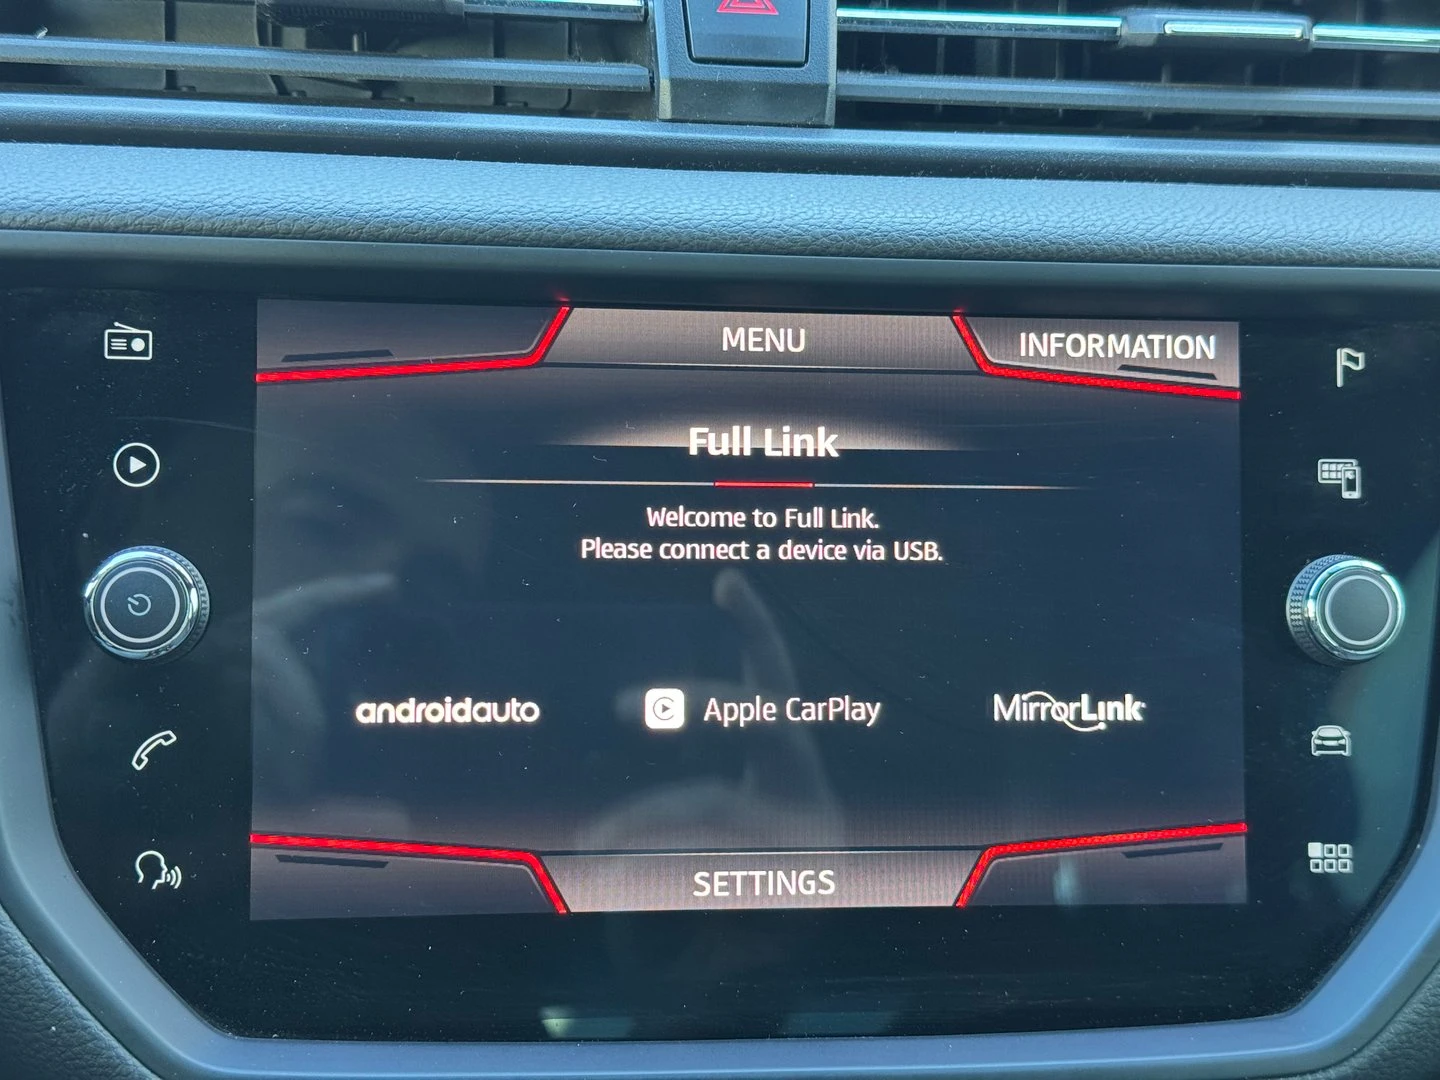 MENU
INFORMATION
Full Link
Welcome to Full Link.
Please connect a device via USB.
androidauto
Apple CarPlay
MirrorLink
SETTINGS